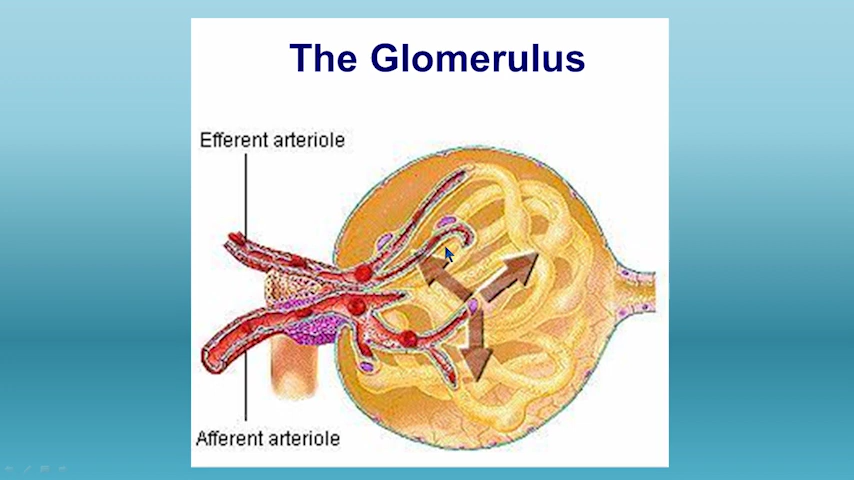 The Glomerulus
Efferent arteriole
Afferent arteriole